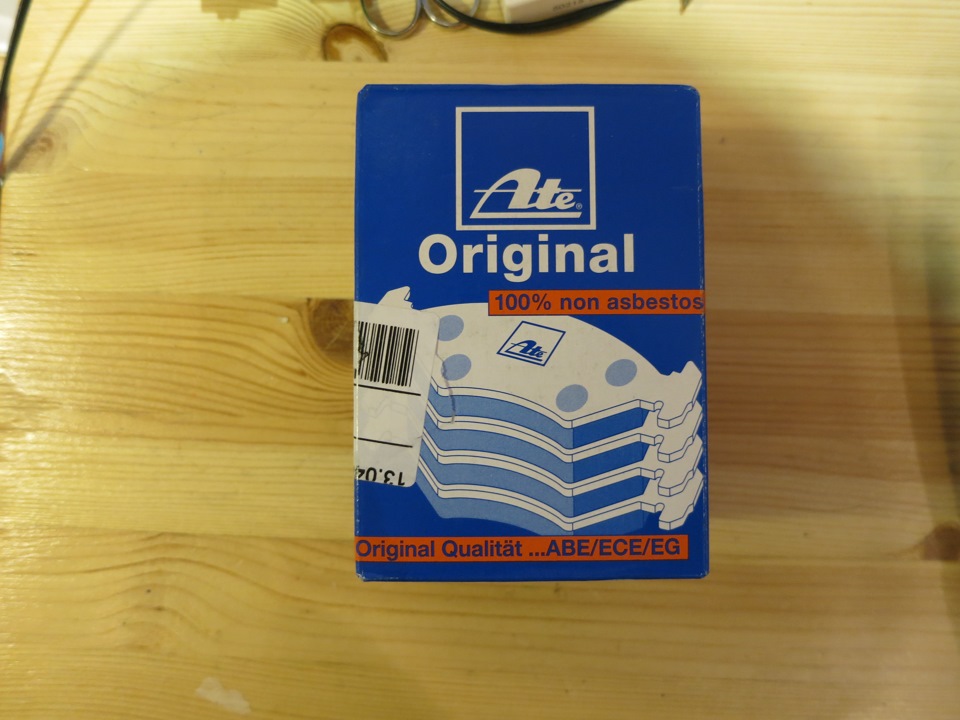 Ate®
Original
100% non asbestos
Ate
13.04
Original Qualität ...ABE/ECE/EG